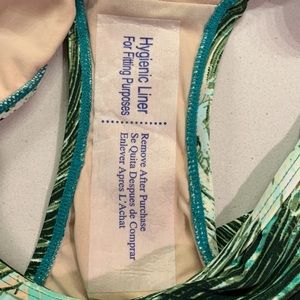 Hygienic Liner
For Fitting Purposes
Remove After Purchase
Se Quita Despues de Comprar
Enlever Apres L'Achat